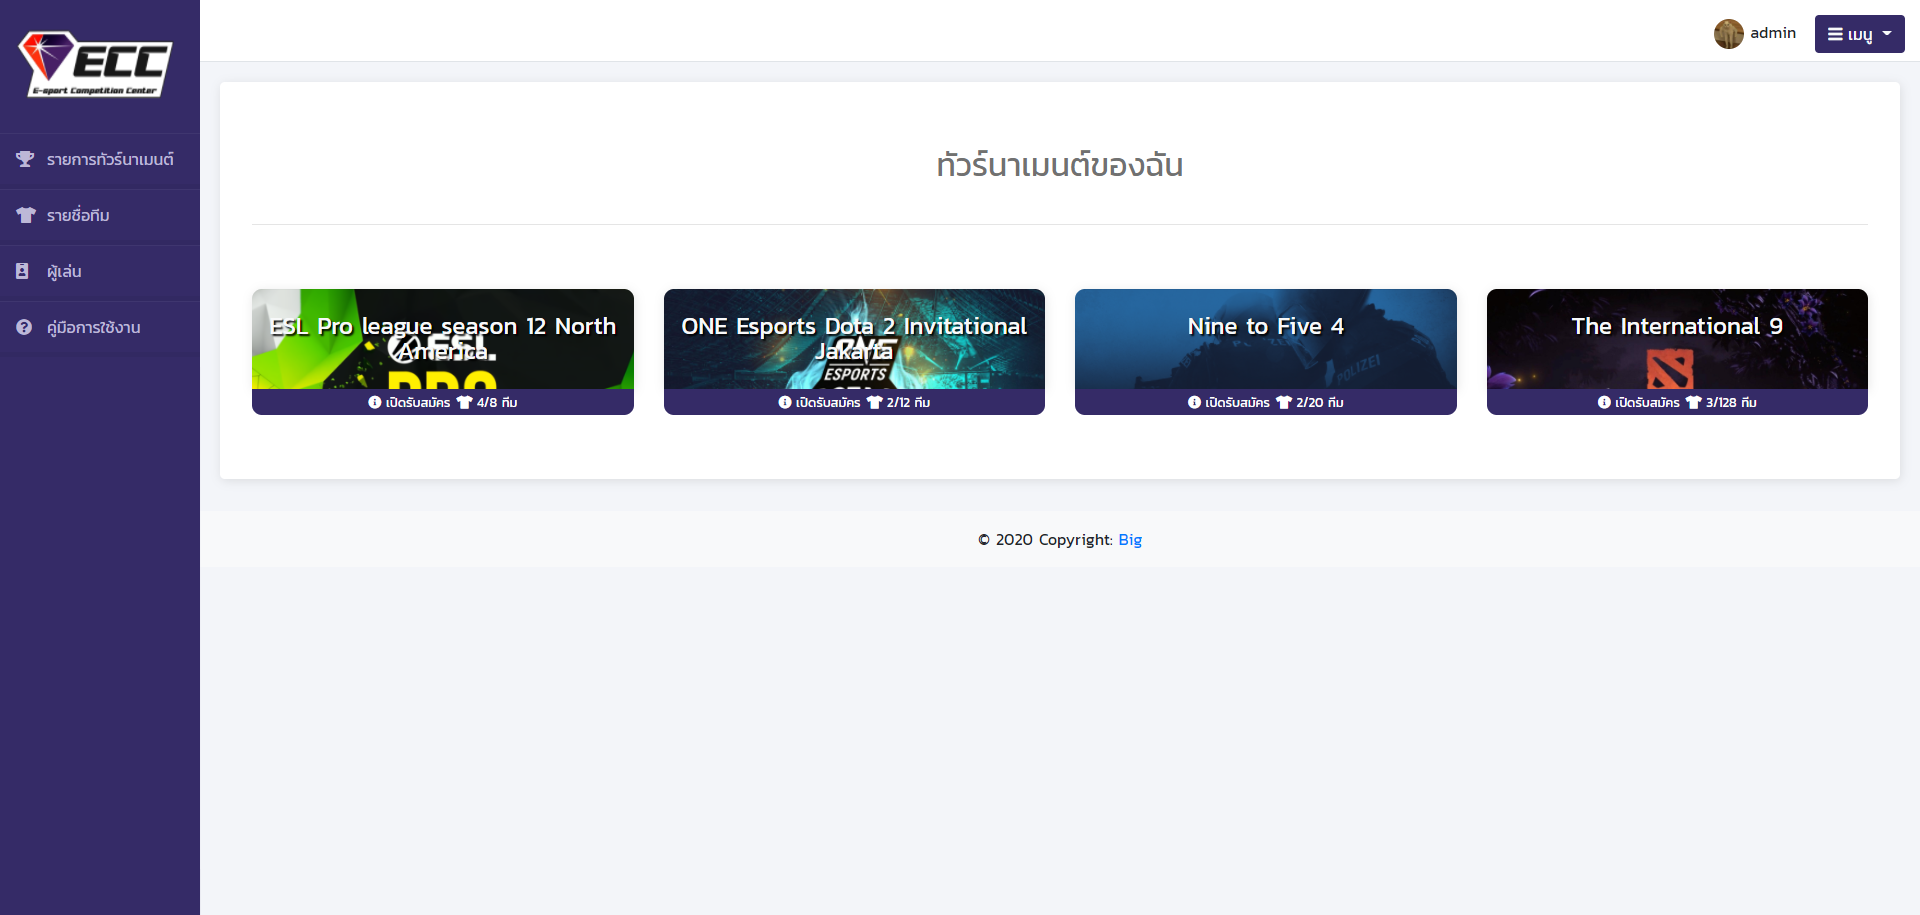 ECC
E-sport Competition Center
admin
เมนู
รายการทัวร์นาเมนต์
รายชื่อทีม
ผู้เล่น
คู่มือการใช้งาน
ทัวร์นาเมนต์ของฉัน
ESL Pro league season 12 North
America
ESL
PRO
เปิดรับสมัคร 4/8 ทีม
ONE Esports Dota 2 Invitational
Jakarta
ONE
ESPORTS
เปิดรับสมัคร 2/12 ทีม
Nine to Five 4
POLIZEI
เปิดรับสมัคร 2/20 ทีม
The International 9
เปิดรับสมัคร 3/128 ทีม
© 2020 Copyright: Big